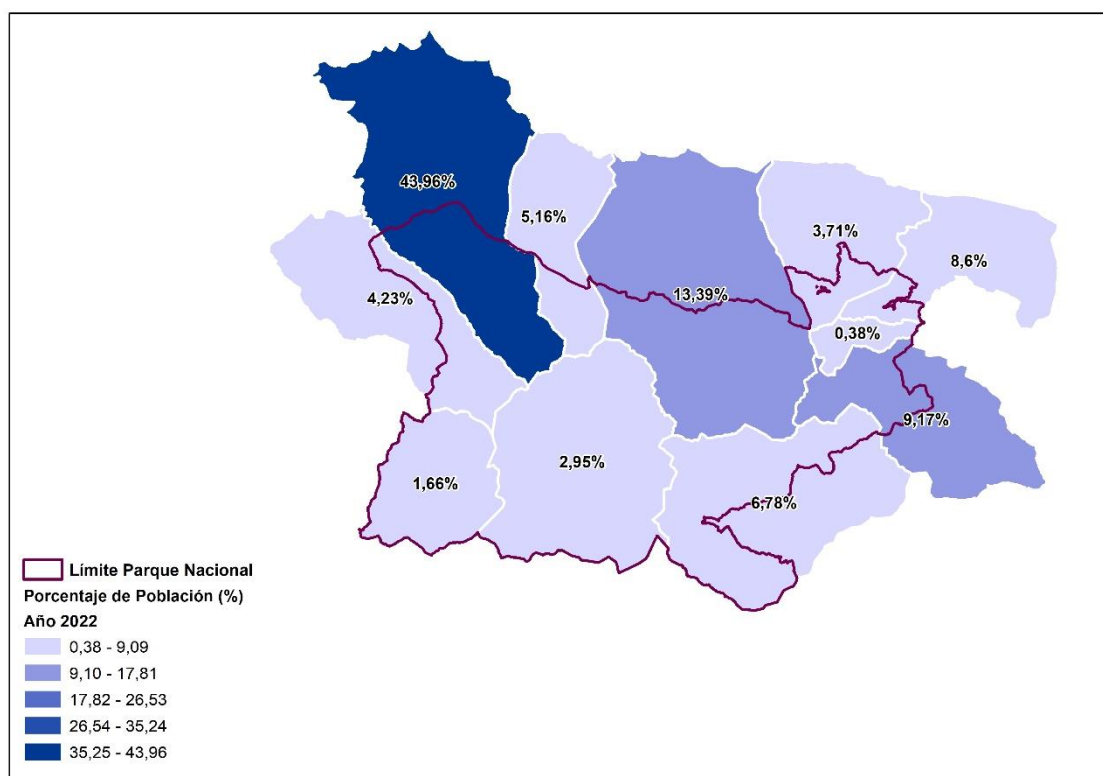 43,96%
5,16%
3,71%
8,6%
4,23%
13,39%
0,38%
9,17%
2,95%
1,66%
6,78%
Límite Parque Nacional
Porcentaje de Población (%)
Año 2022
0,38 - 9,09
9,10 - 17,81
17,82 - 26,53
26,54 - 35,24
35,25 - 43,96